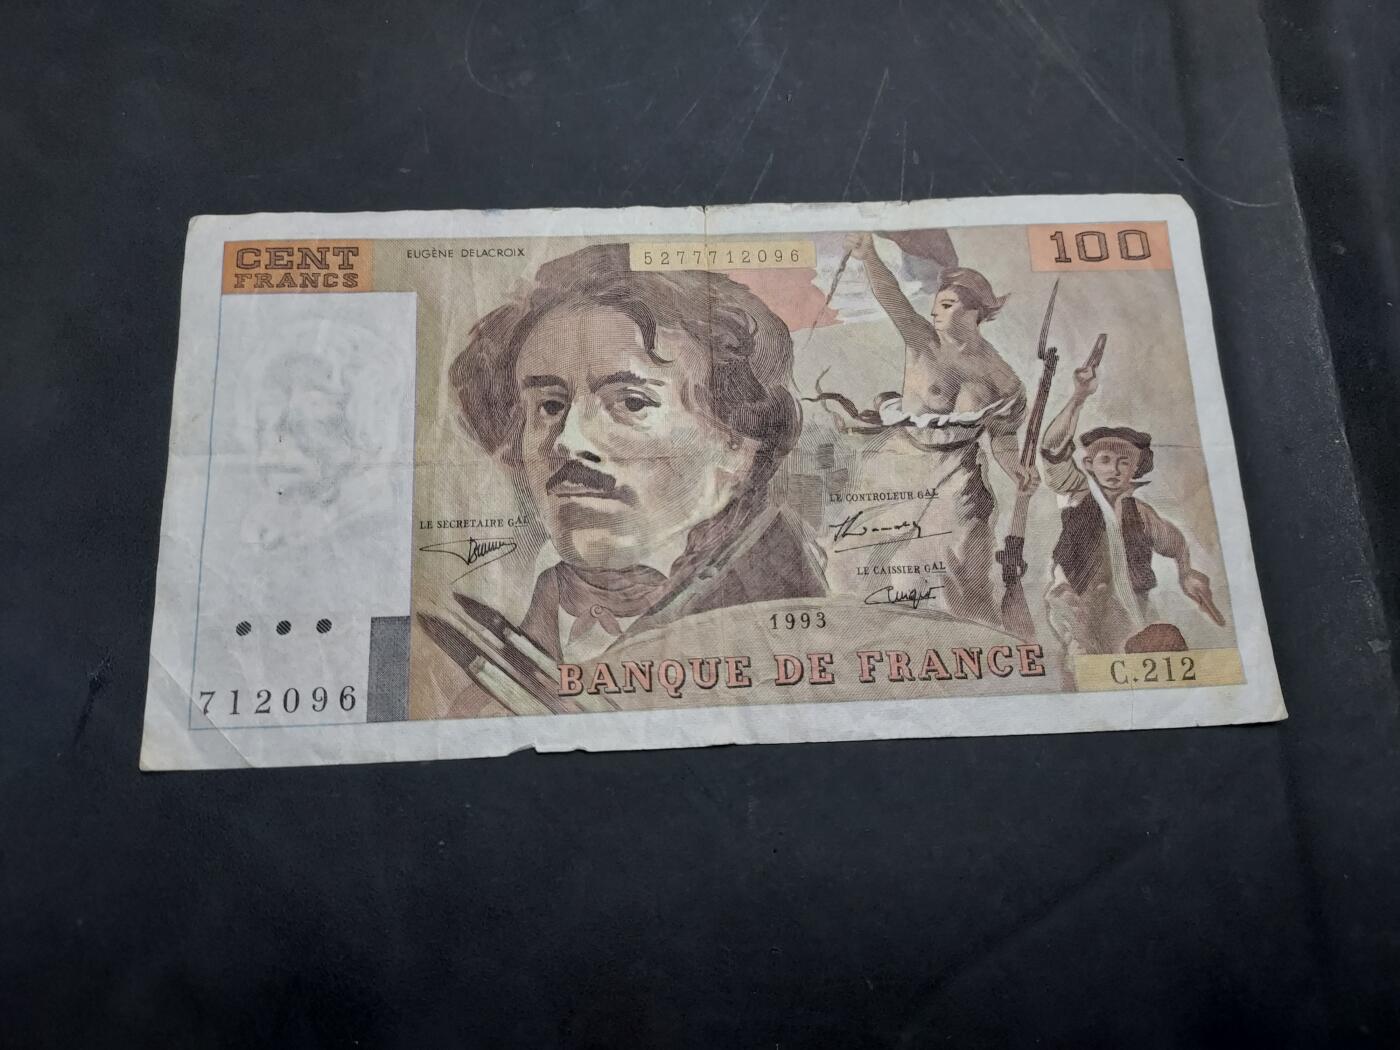 CENT
FRANCS
EUGÈNE DELACROIX
5277712096
100
LE CONTROLEUR GAL
LE SECRETAIRE GAL
LE CAISSIER GAL
1993
BANQUE DE FRANCE
C.212
712096